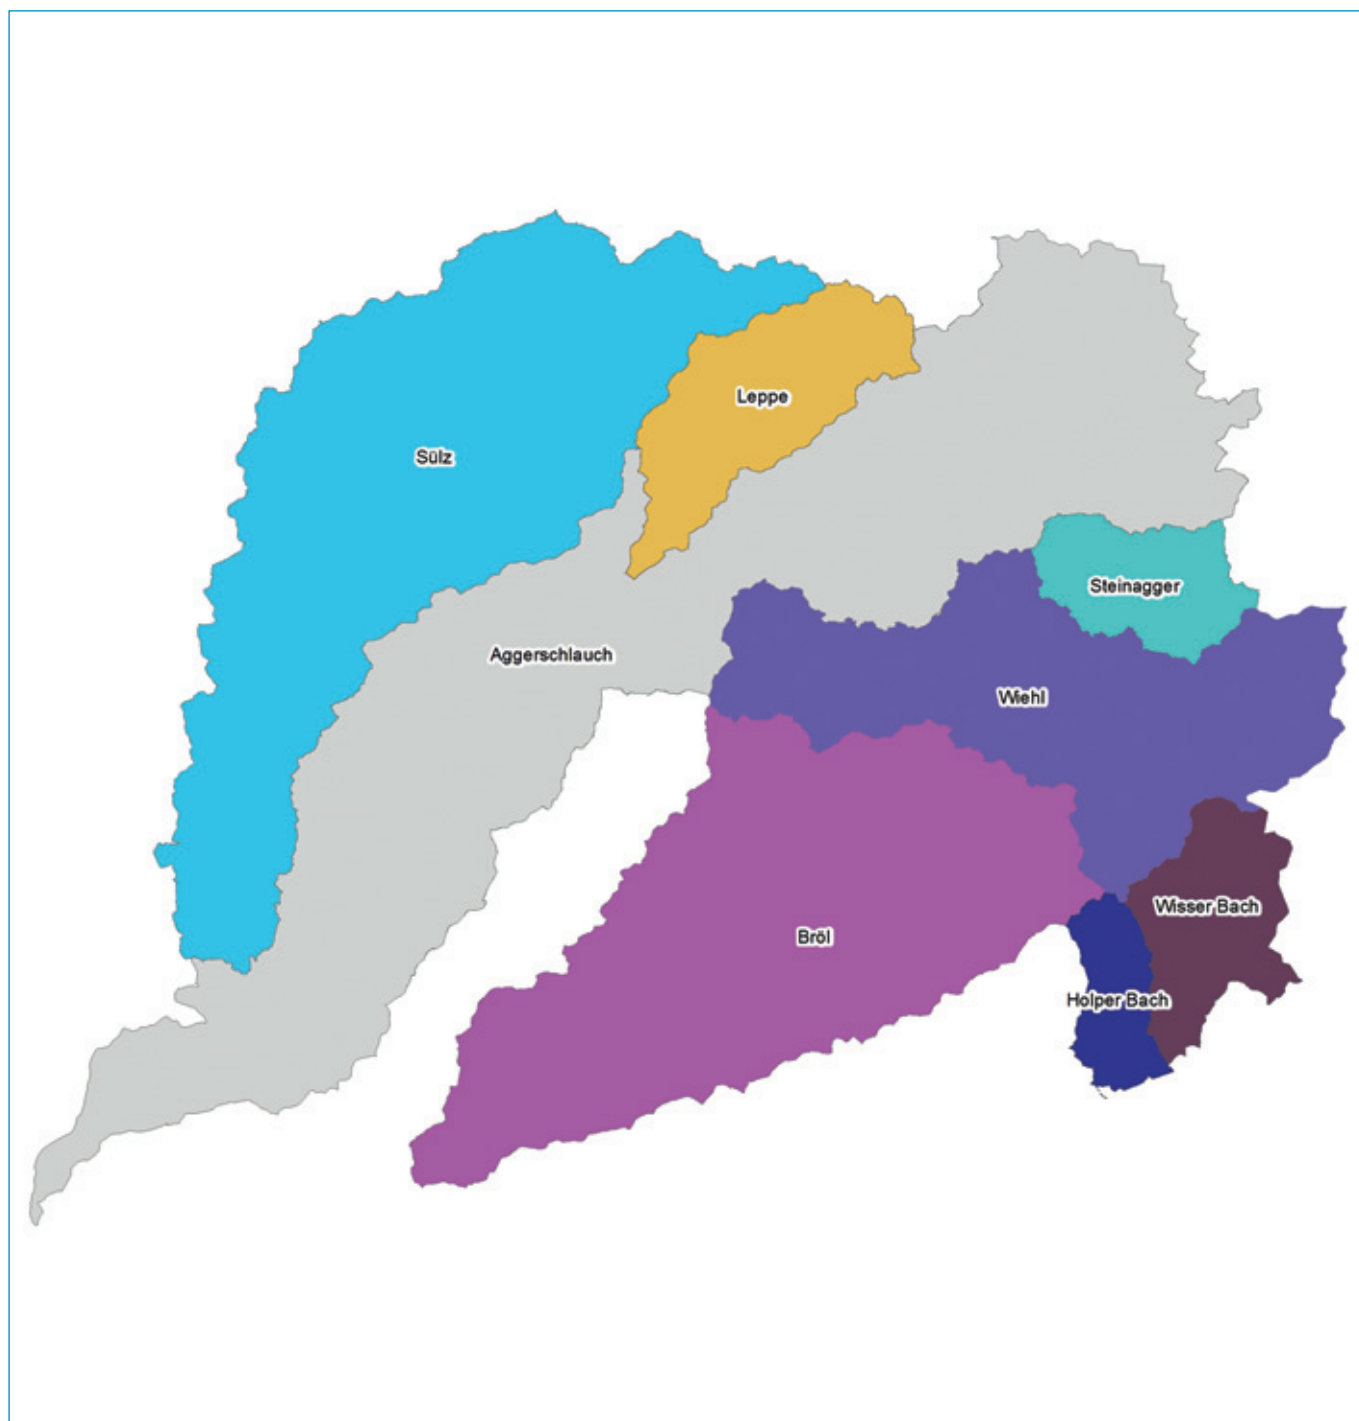 Leppe
Sülz
Steinagger
Aggerschlauch
Wiehl
Wisser Bach
Bröl
Holper Bach